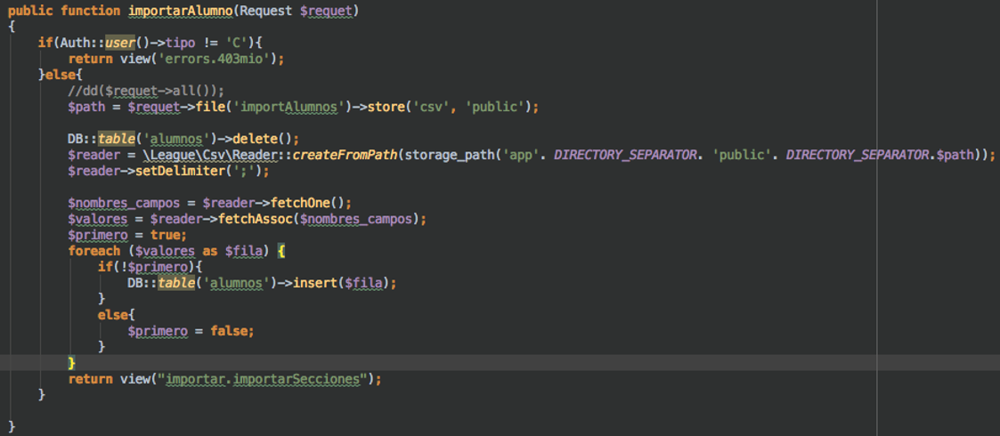 public function importarAlumno(Request $requet)
{
if(Auth::user()->tipo != 'C'){
return view('errors.403mio');
}else{
//dd($requet->all());
$path = $requet->file('importAlumnos')->store('csv', 'public');
DB::table('alumnos')->delete();
$reader = \League\Csv\Reader::createFromPath(storage_path('app'. DIRECTORY_SEPARATOR. 'public'. DIRECTORY_SEPARATOR.$path));
$reader->setDelimiter(';');
$nombres_campos = $reader->fetchOne();
$valores = $reader->fetchAssoc($nombres_campos);
$primero = true;
foreach ($valores as $fila) {
if(!$primero){
DB::table('alumnos')->insert($fila);
}
else{
$primero = false;
}
}
return view("importar.importarSecciones");
}
}